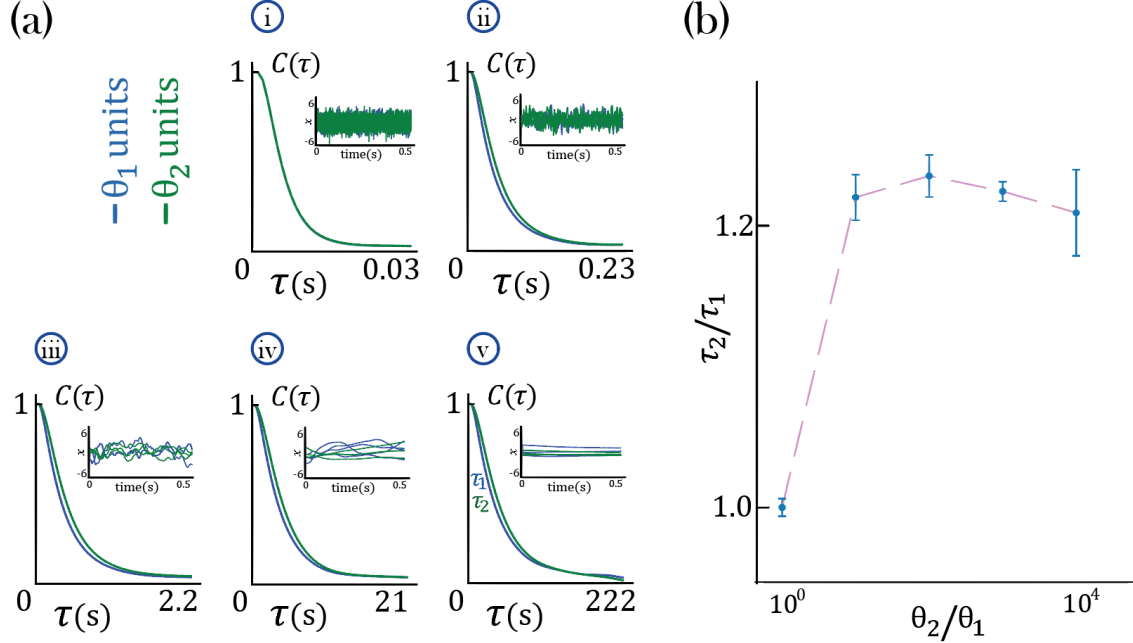 (a)
θ1 units
θ2 units
i
C(τ)
1
6
x
-6
0
time(s)
0.5
0
τ(s)
0.03
ii
C(τ)
1
6
x
-6
0
time(s)
0.5
0
τ(s)
0.23
iii
C(τ)
1
6
x
-6
0
time(s)
0.5
0
τ(s)
2.2
iv
C(τ)
1
6
x
-6
0
time(s)
0.5
0
τ(s)
21
v
C(τ)
1
6
x
-6
0
time(s)
0.5
τ1
τ2
0
τ(s)
222
(b)
τ2/τ1
1.2
1.0
10^0
θ2/θ1
10^4